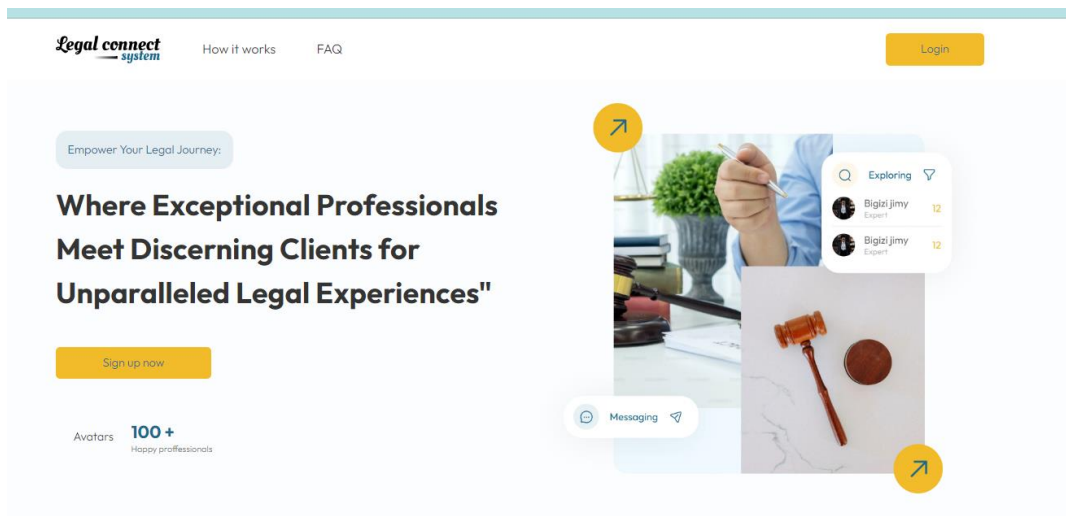 Legal connect
system
How it works
FAQ
Login
Empower Your Legal Journey:
Where Exceptional Professionals
Meet Discerning Clients for
Unparalleled Legal Experiences"
Sign up now
Avatars
100 +
Happy proffessionals
Exploring
Bigizi jimy
12
Expert
Bigizi jimy
12
Expert
Messaging